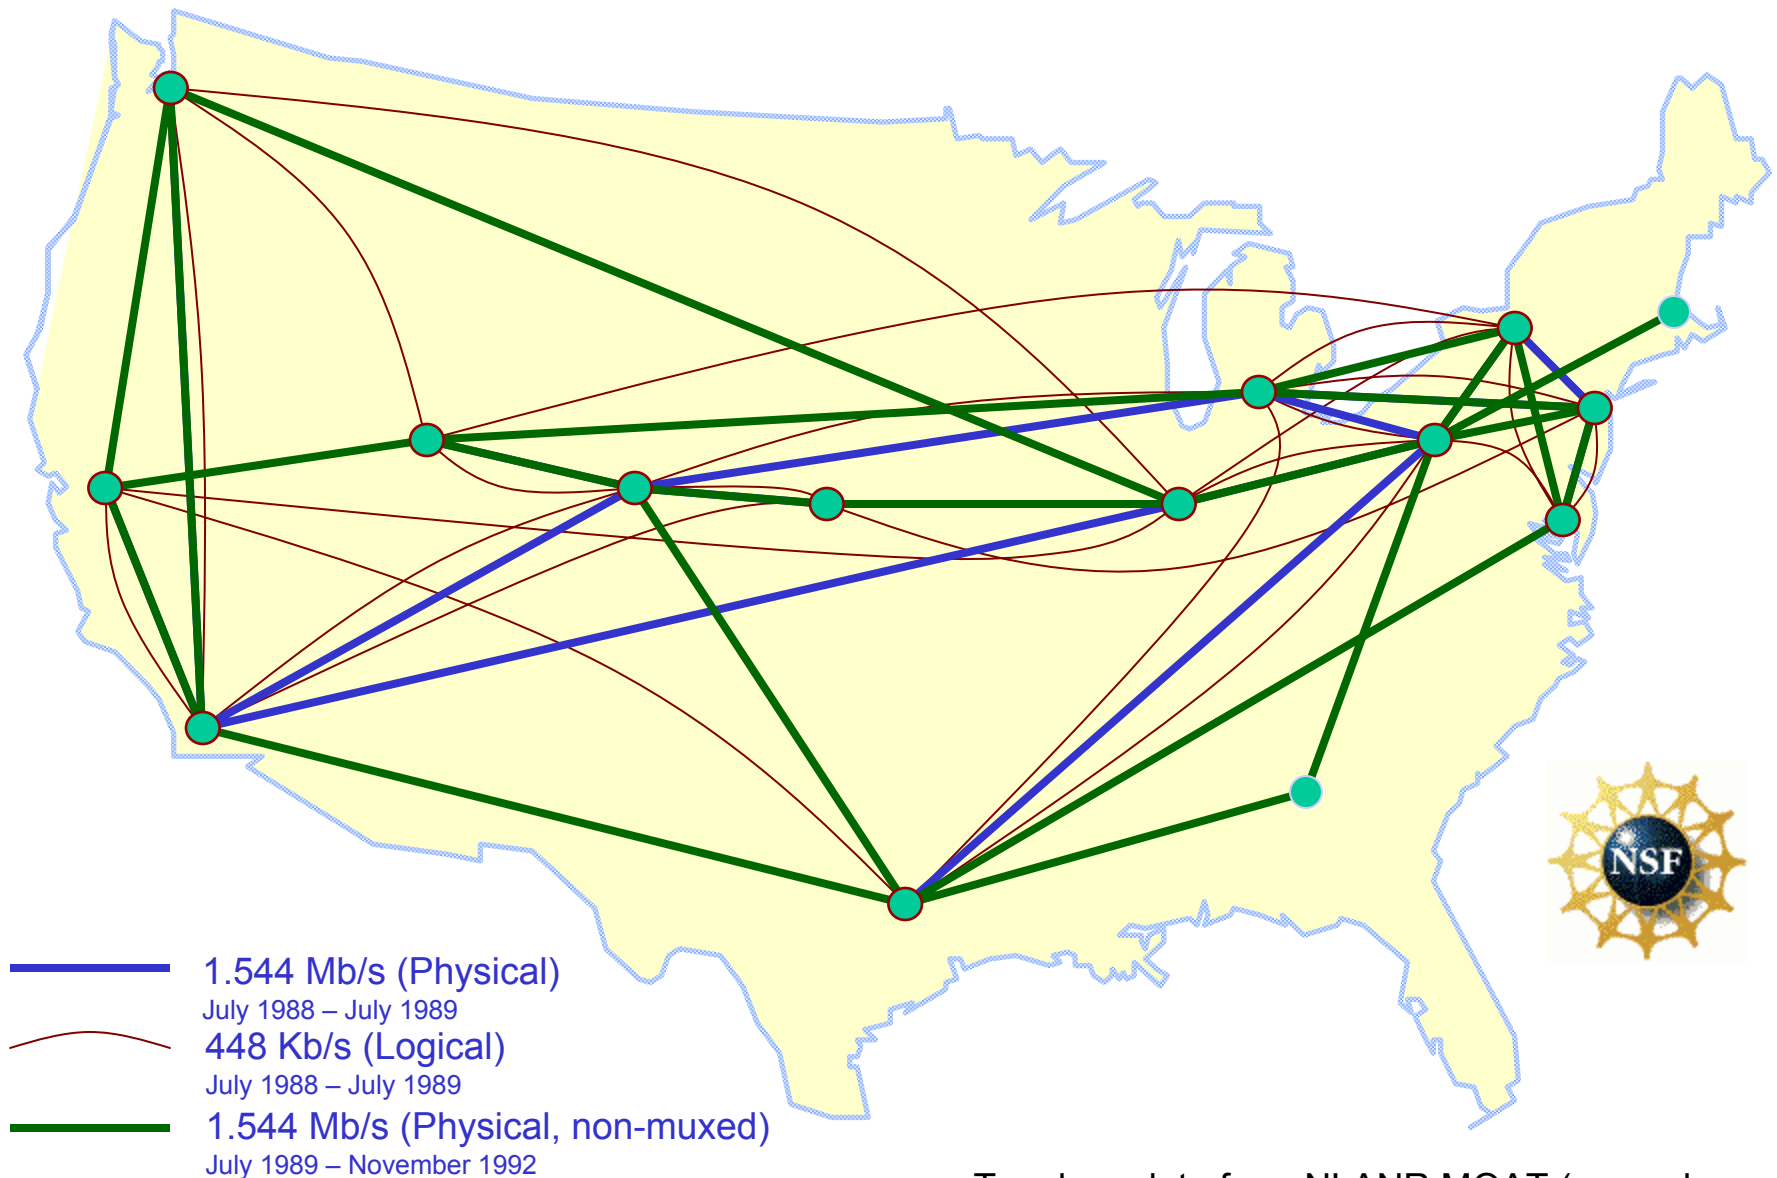 NSF
1.544 Mb/s (Physical)
July 1988 – July 1989
448 Kb/s (Logical)
July 1988 – July 1989
1.544 Mb/s (Physical, non-muxed)
July 1989 – November 1992